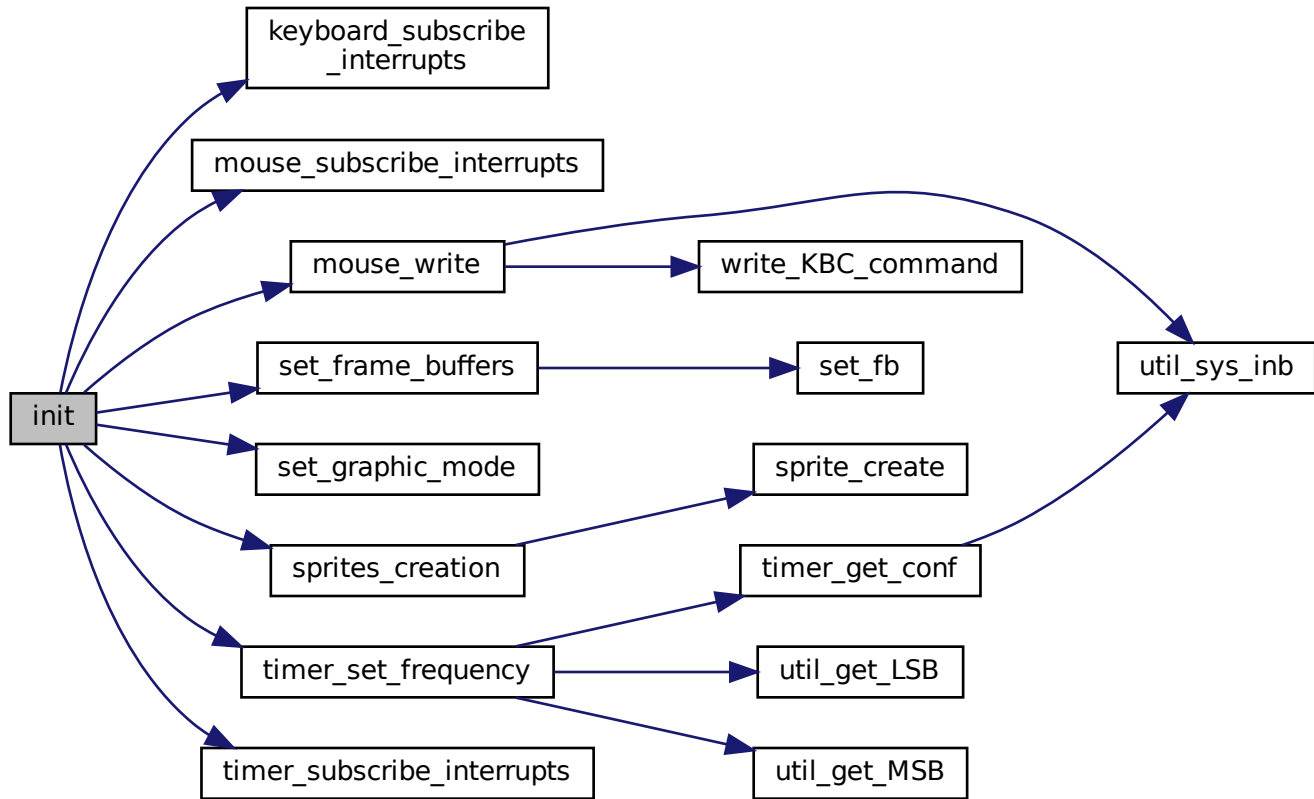 keyboard_subscribe
_interrupts
mouse_subscribe_interrupts
mouse_write
write_KBC_command
set_frame_buffers
set_fb
util_sys_inb
init
set_graphic_mode
sprite_create
sprites_creation
timer_get_conf
timer_set_frequency
util_get_LSB
timer_subscribe_interrupts
util_get_MSB